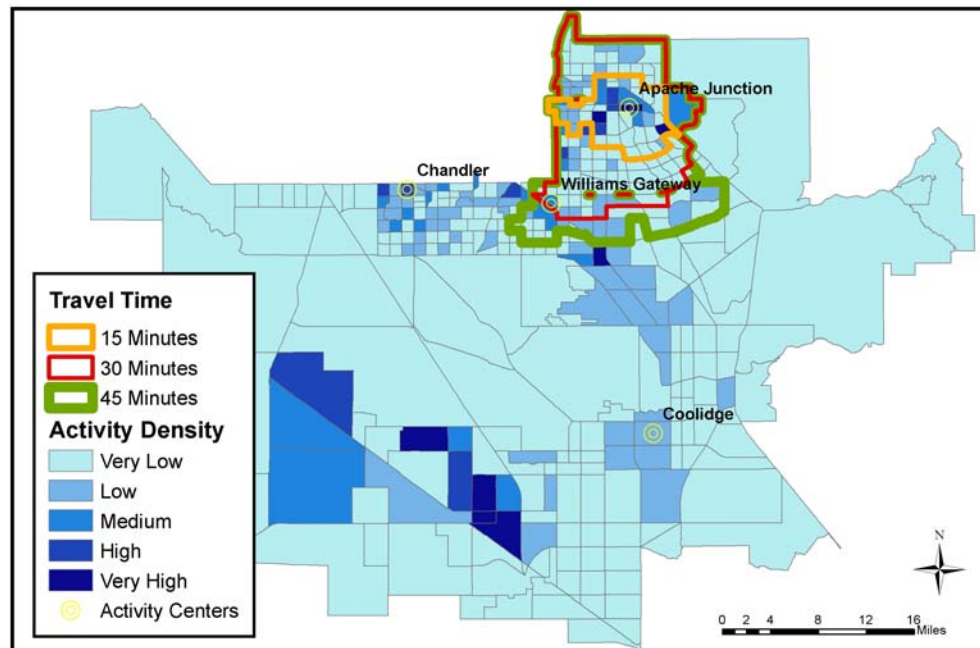 Apache Junction
Chandler
Williams Gateway
Coolidge
Travel Time
15 Minutes
30 Minutes
45 Minutes
Activity Density
Very Low
Low
Medium
High
Very High
Activity Centers
N
0 2 4 8 12 16
Miles